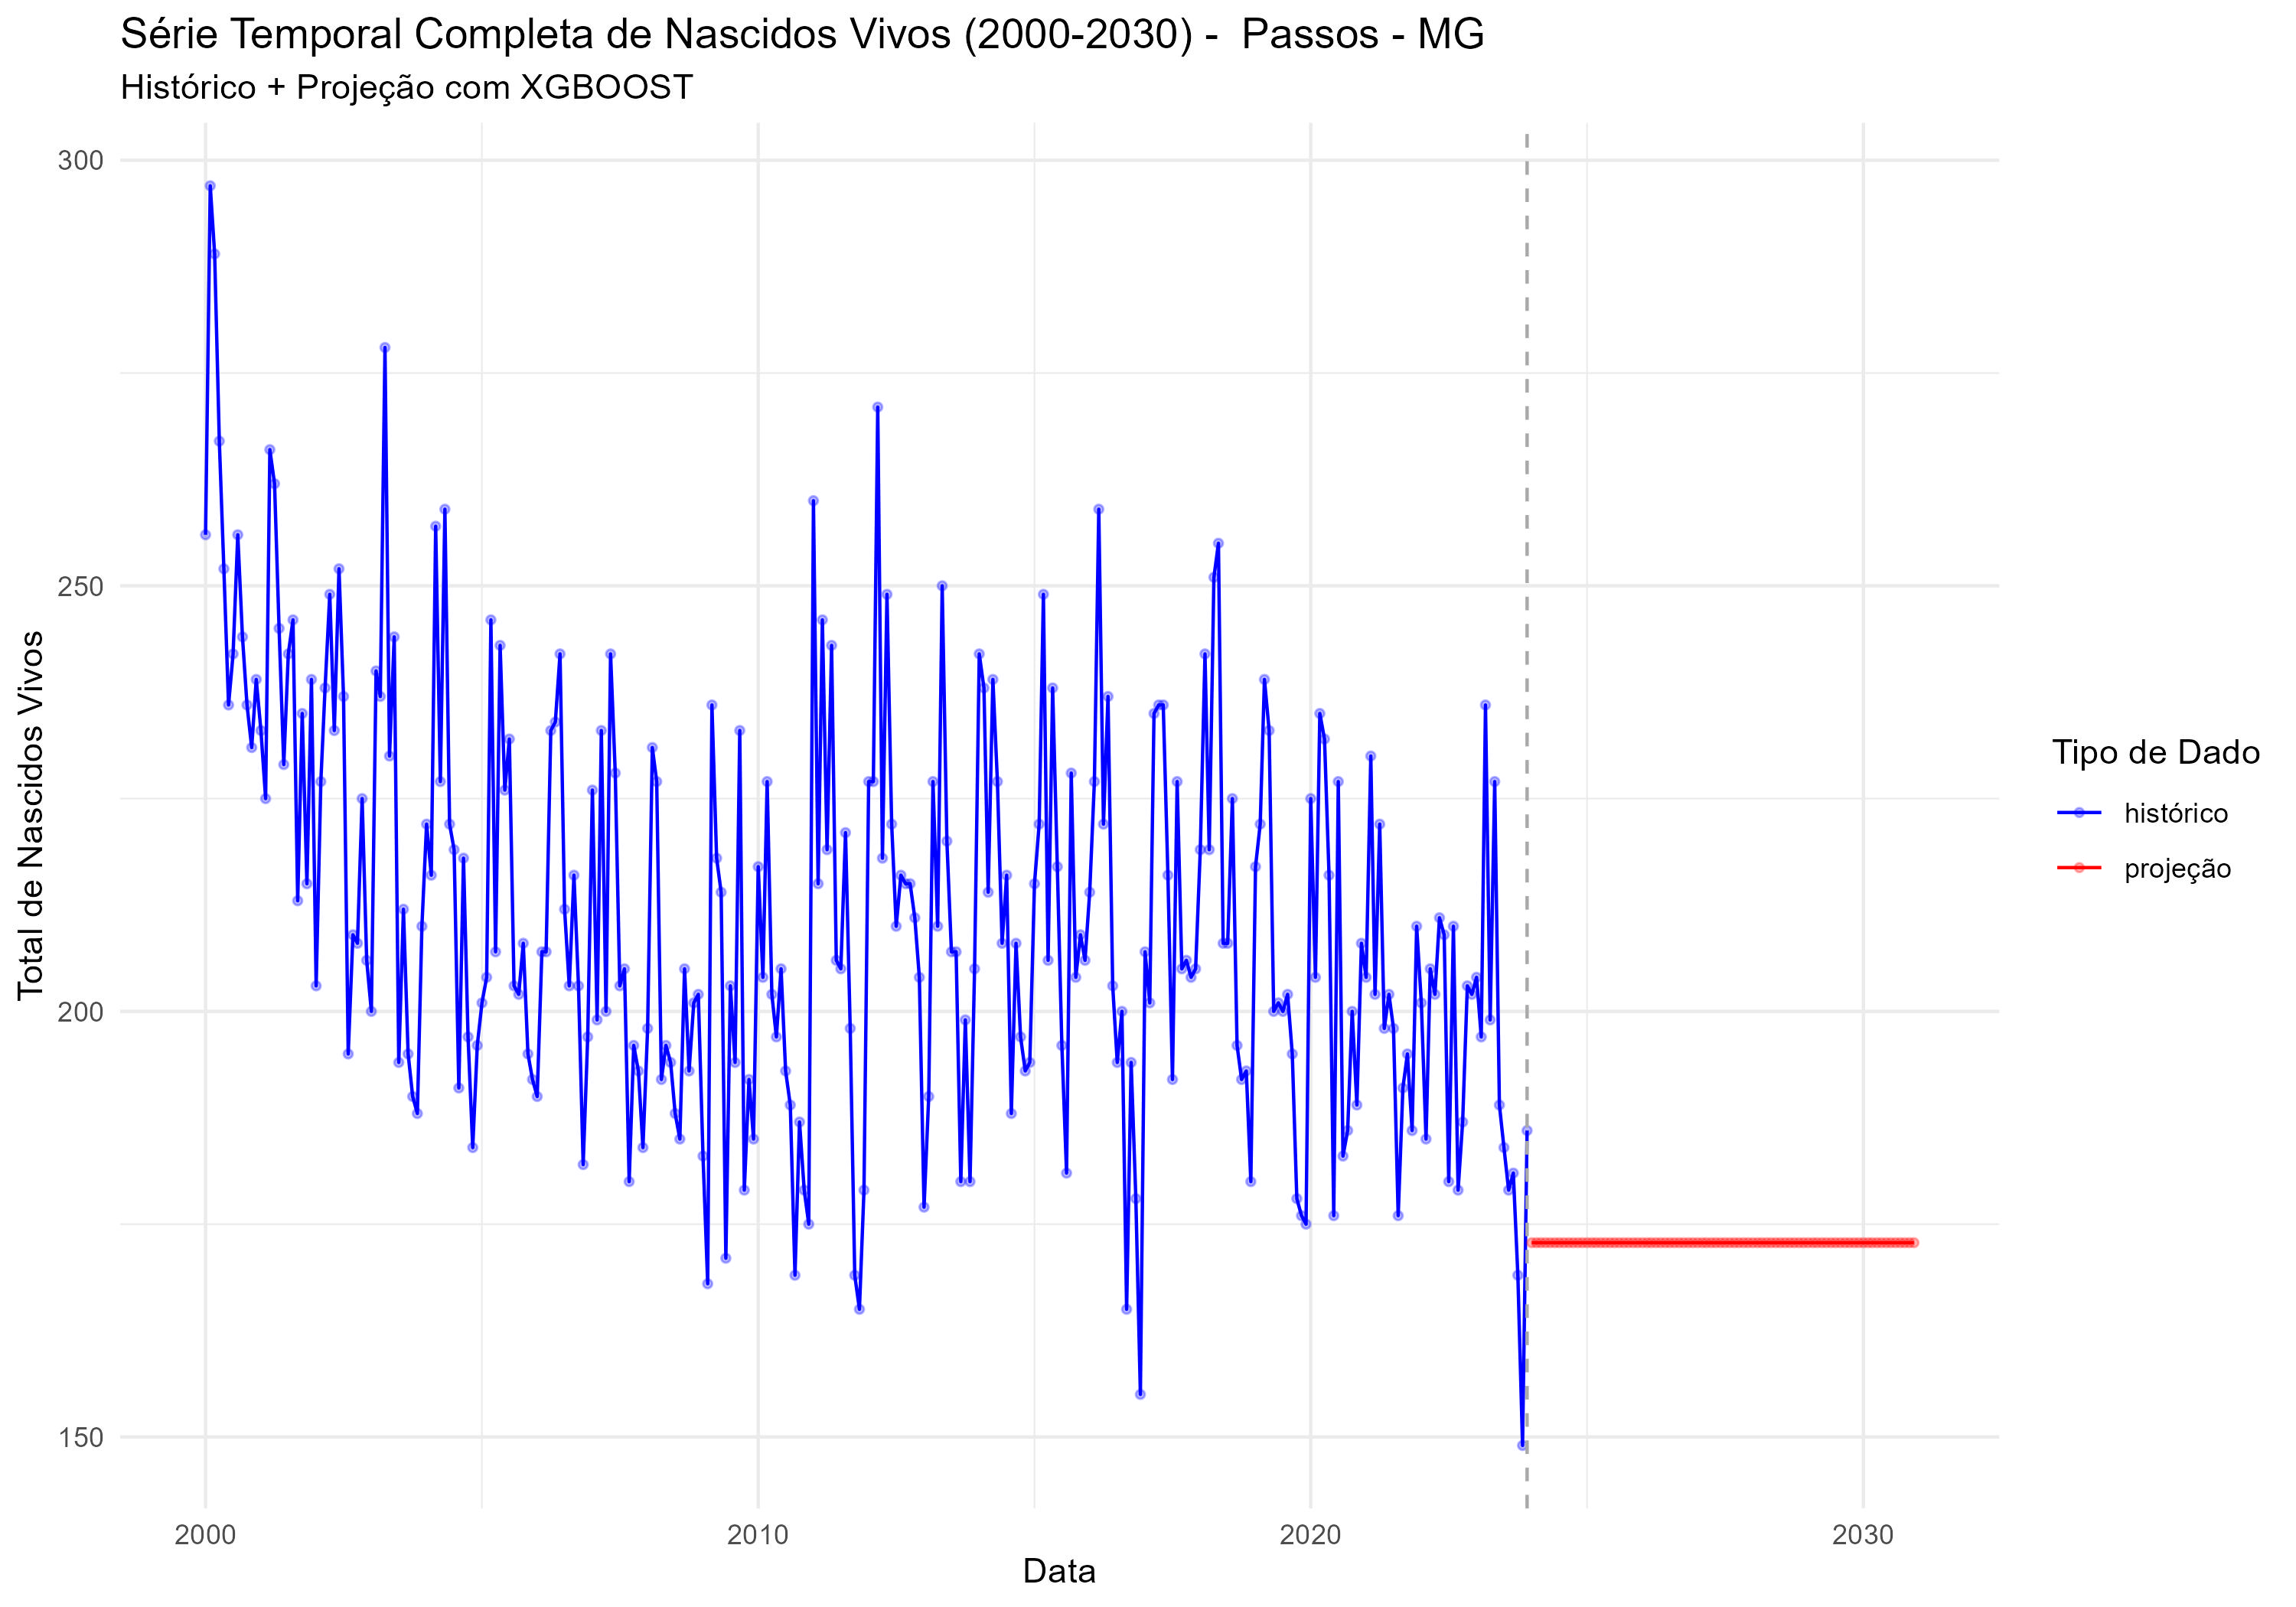 Série Temporal Completa de Nascidos Vivos (2000-2030) -  Passos - MG
Histórico + Projeção com XGBOOST
300
250
200
150
Total de Nascidos Vivos
2000
2010
2020
2030
Data
Tipo de Dado
histórico
projeção